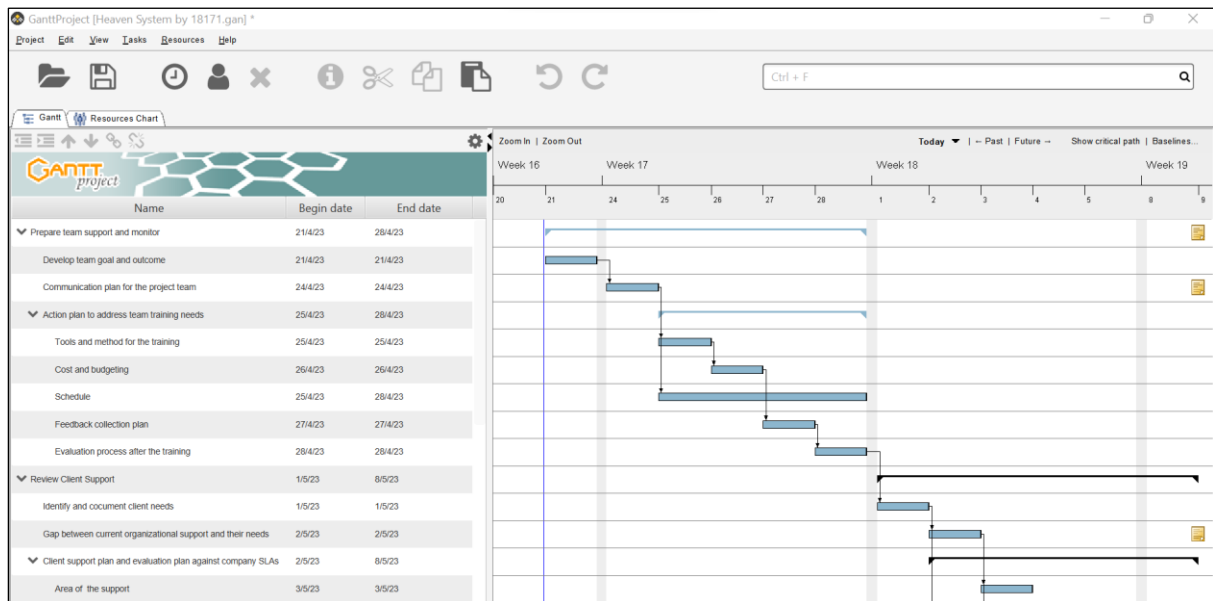 GanttProject [Heaven System by 18171.gan] *
Project Edit View Tasks Resources Help
Ctrl + F
Gantt Resources Chart
Zoom In | Zoom Out Today | ← Past | Future → Show critical path | Baselines...
GANTT project
Week 16 Week 17 Week 18 Week 19
20 21 24 25 26 27 28 1 2 3 4 5 8 9
Name Begin date End date
Prepare team support and monitor 21/4/23 28/4/23
Develop team goal and outcome 21/4/23 21/4/23
Communication plan for the project team 24/4/23 24/4/23
Action plan to address team training needs 25/4/23 28/4/23
Tools and method for the training 25/4/23 25/4/23
Cost and budgeting 26/4/23 26/4/23
Schedule 25/4/23 28/4/23
Feedback collection plan 27/4/23 27/4/23
Evaluation process after the training 28/4/23 28/4/23
Review Client Support 1/5/23 8/5/23
Identify and cocument client needs 1/5/23 1/5/23
Gap between current organizational support and their needs 2/5/23 2/5/23
Client support plan and evaluation plan against company SLAs 2/5/23 8/5/23
Area of the support 3/5/23 3/5/23